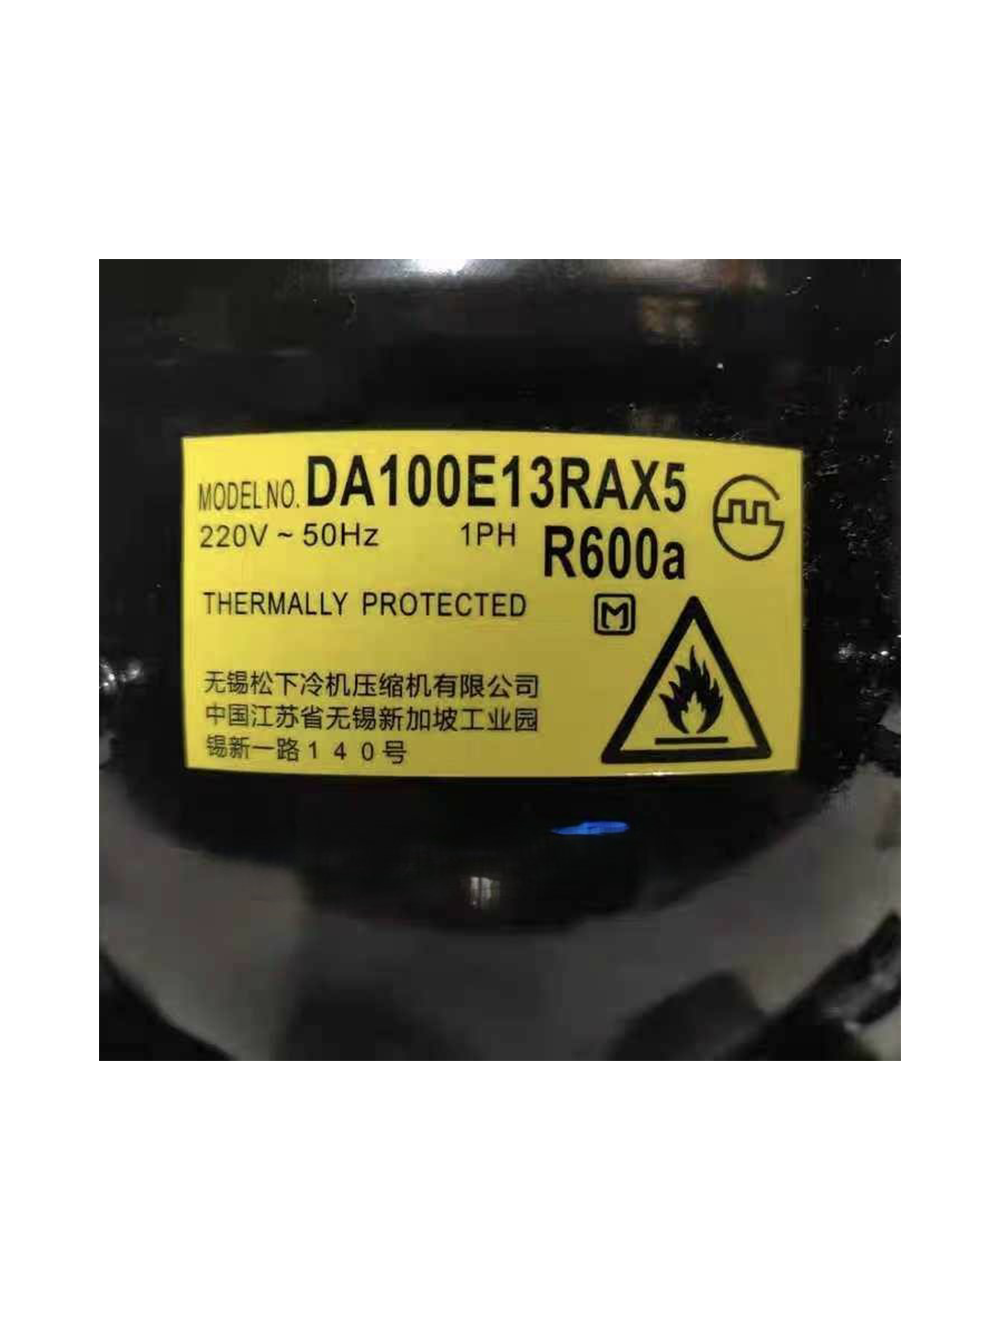 MODEL NO. DA100E13RAX5
220V ~ 50Hz 1PH R600a
THERMALLY PROTECTED
M
无锡松下冷机压缩机有限公司
中国江苏省无锡新加坡工业园
锡新一路140号